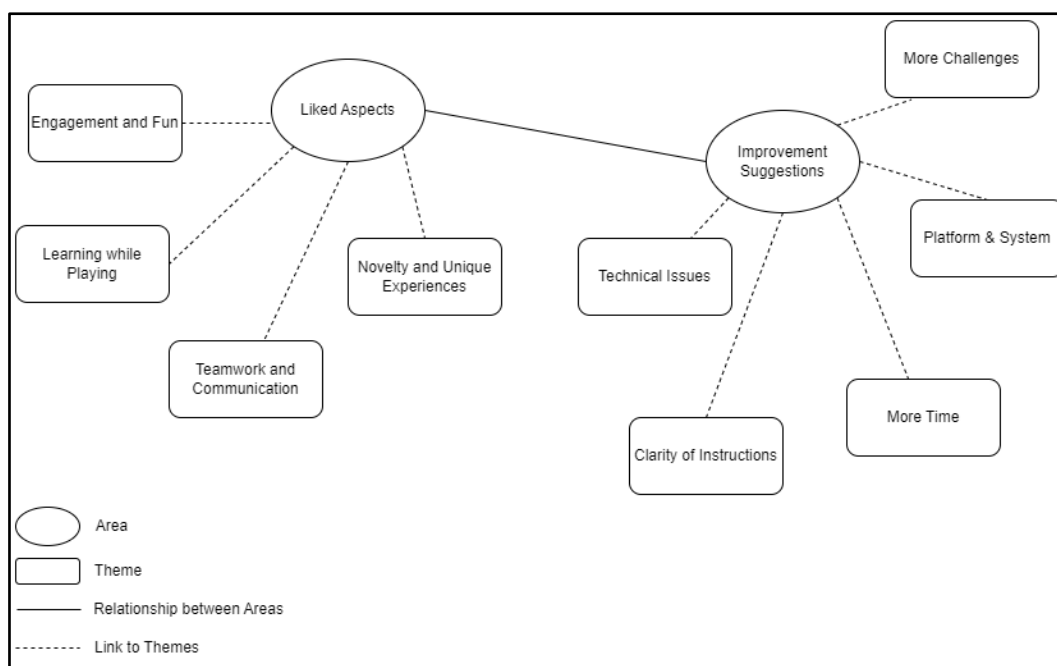 More Challenges
Liked Aspects
Engagement and Fun
Improvement
Suggestions
Platform & System
Learning while
Playing
Novelty and Unique
Experiences
Technical Issues
Teamwork and
Communication
More Time
Clarity of Instructions
Area
Theme
Relationship between Areas
Link to Themes